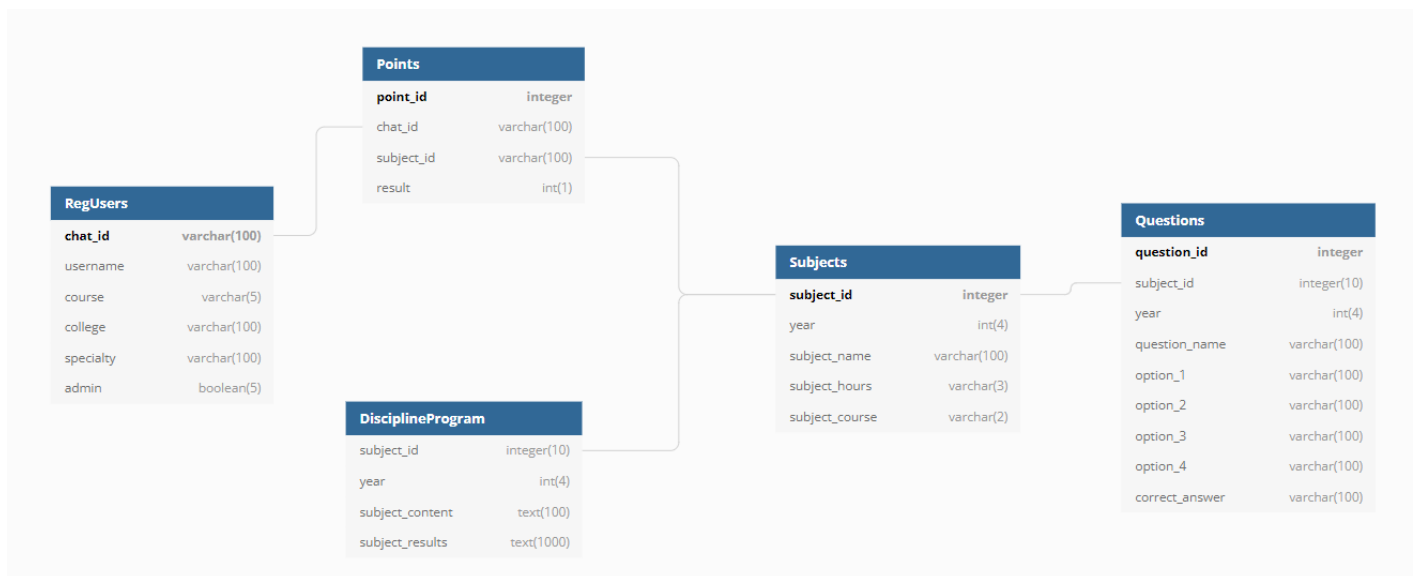 Points
point_id integer
chat_id varchar(100)
subject_id varchar(100)
result int(1)
RegUsers
chat_id varchar(100)
username varchar(100)
course varchar(5)
college varchar(100)
specialty varchar(100)
admin boolean(5)
DisciplineProgram
subject_id integer(10)
year int(4)
subject_content text(100)
subject_results text(1000)
Subjects
subject_id integer
year int(4)
subject_name varchar(100)
subject_hours varchar(3)
subject_course varchar(2)
Questions
question_id integer
subject_id integer(10)
year int(4)
question_name varchar(100)
option_1 varchar(100)
option_2 varchar(100)
option_3 varchar(100)
option_4 varchar(100)
correct_answer varchar(100)